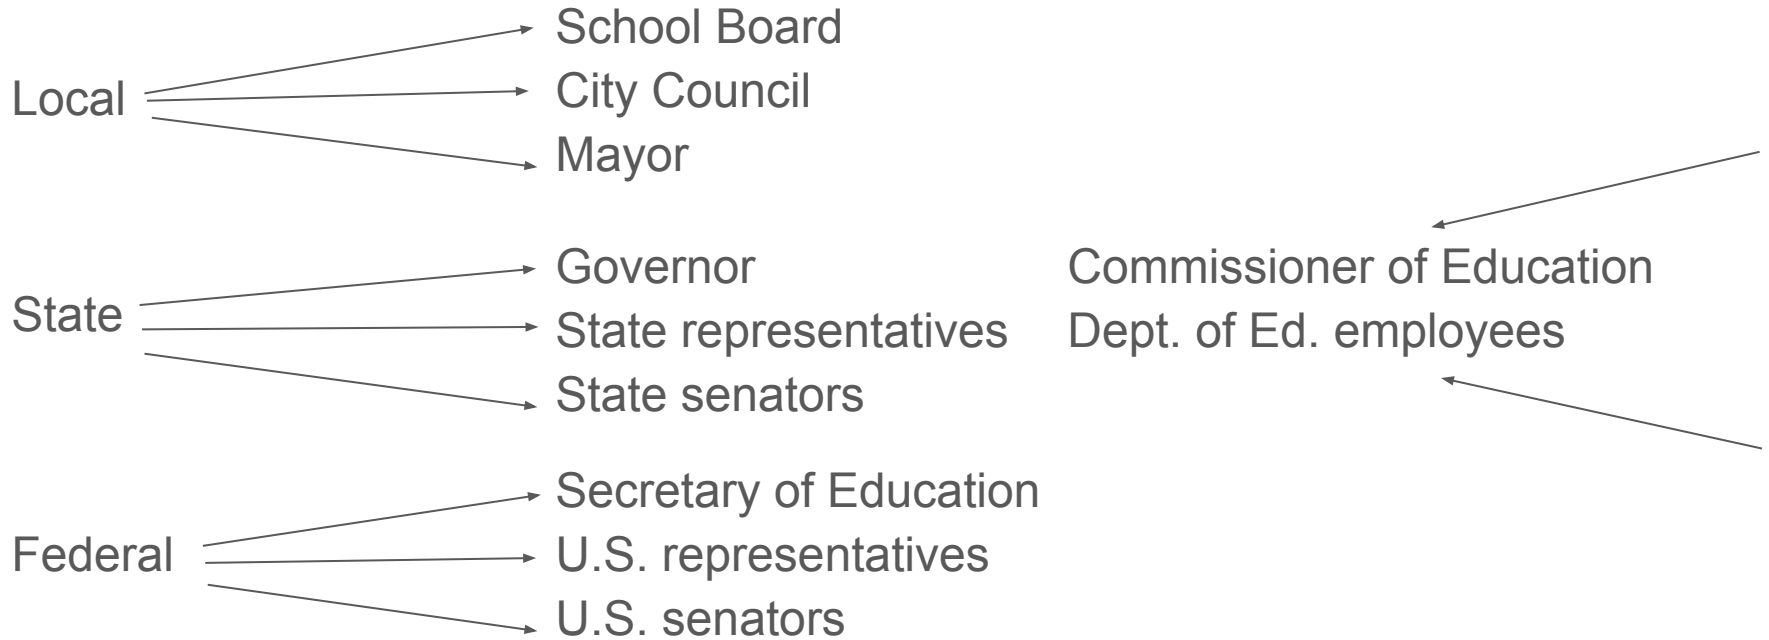 Local
School Board
City Council
Mayor
State
Governor
State representatives
State senators
Commissioner of Education
Dept. of Ed. employees
Federal
Secretary of Education
U.S. representatives
U.S. senators